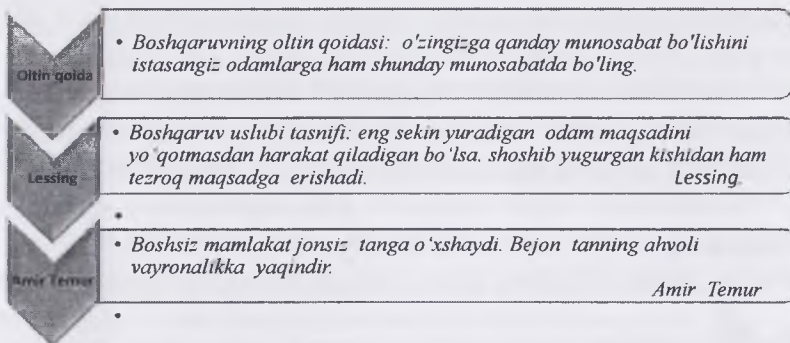 Oltin qoida
• Boshqaruvning oltin qoidasi: o'zingizga qanday munosabat bo'lishini
istasangiz odamlarga ham shunday munosabatda bo'ling.
Lessing
• Boshqaruv uslubi tasnifi: eng sekin yuradigan odam maqsadini
yo'qotmasdan harakat qiladigan bo'lsa, shoshib yugurgan kishidan ham
tezroq maqsadga erishadi. Lessing.
•
Amir Temur
• Boshsiz mamlakat jonsiz tanga o'xshaydi. Bejon tanning ahvoli
vayronalikka yaqindir.
Amir Temur
•